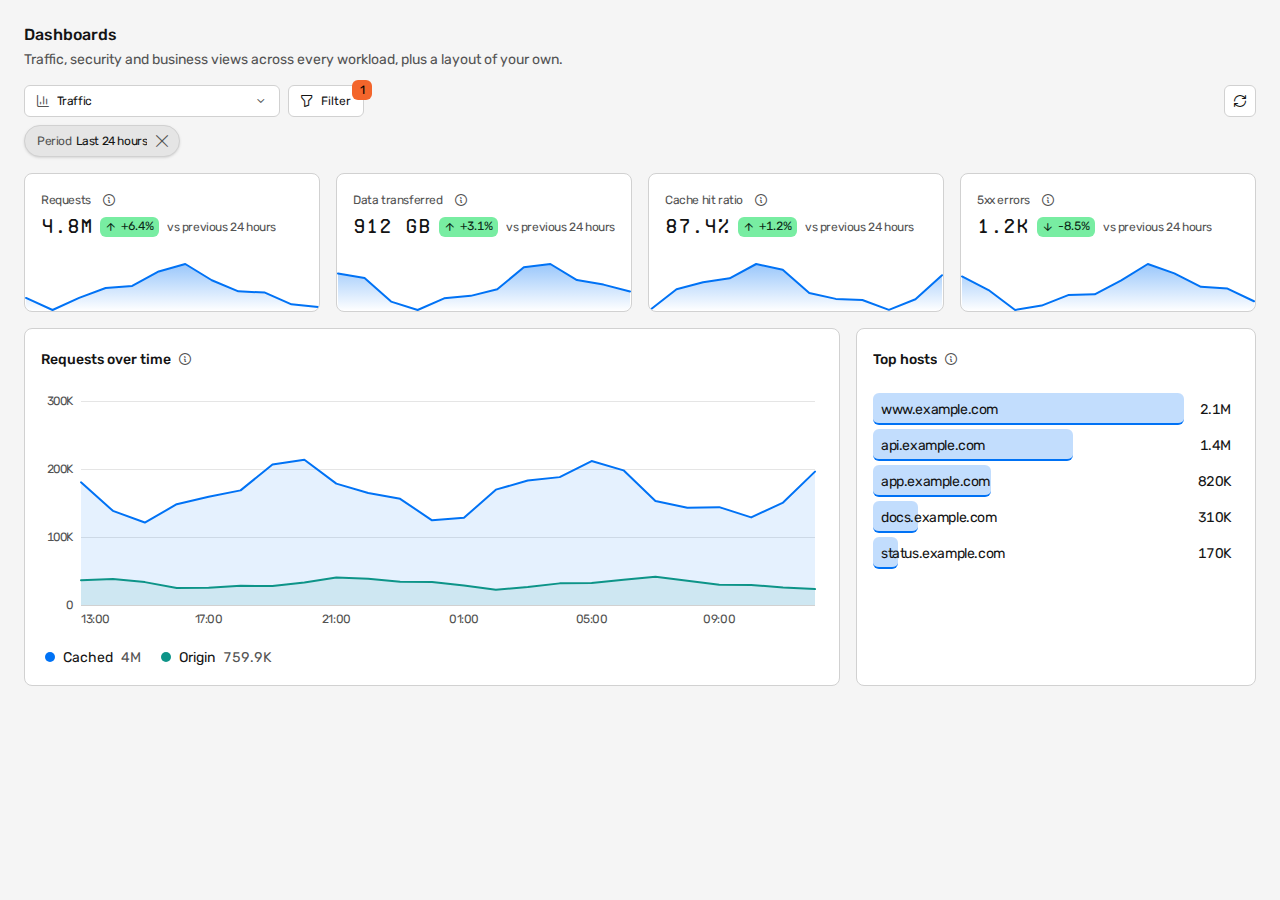 Dashboards
Traffic, security and business views across every workload, plus a layout of your own.
Traffic
Filter
1
Period Last 24 hours
Requests
4.8M +6.4% vs previous 24 hours
Data transferred
912 GB +3.1% vs previous 24 hours
Cache hit ratio
87.4% +1.2% vs previous 24 hours
5xx errors
1.2K -8.5% vs previous 24 hours
Requests over time
300K
200K
100K
0
13:00 17:00 21:00 01:00 05:00 09:00
Cached 4M Origin 759.9K
Top hosts
www.example.com 2.1M
api.example.com 1.4M
app.example.com 820K
docs.example.com 310K
status.example.com 170K